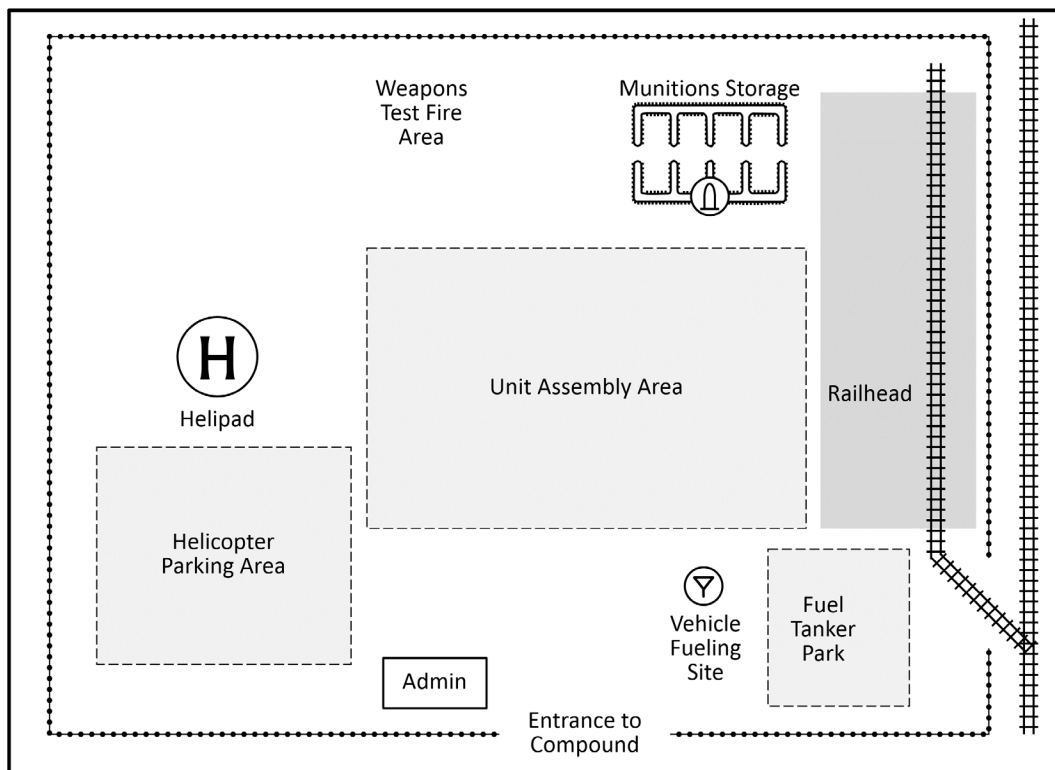 Weapons
Test Fire
Area
Munitions Storage
H
Helipad
Unit Assembly Area
Railhead
Helicopter
Parking Area
Vehicle
Fueling
Site
Fuel
Tanker
Park
Admin
Entrance to
Compound